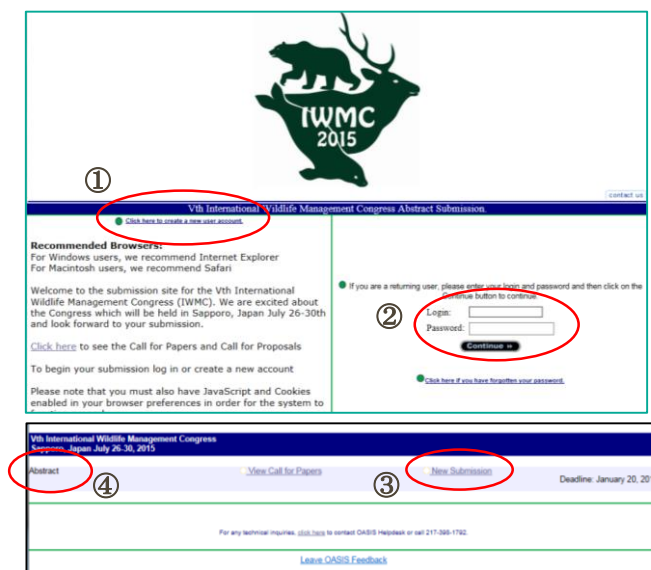 IWMC
2015
①
contact us
Vth International Wildlife Management Congress Abstract Submission.
Click here to create a new user account.
Recommended Browsers:
For Windows users, we recommend Internet Explorer
For Macintosh users, we recommend Safari
Welcome to the submission site for the Vth International
Wildlife Management Congress (IWMC). We are excited about
the Congress which will be held in Sapporo, Japan July 26-30th
and look forward to your submission.
Click here to see the Call for Papers and Call for Proposals
To begin your submission log in or create a new account
Please note that you must also have JavaScript and Cookies
enabled in your browser preferences in order for the system to
If you are a returning user, please enter your login and password and then click on the
Continue button to continue.
②
Login:
Password:
Continue »
Click here if you have forgotten your password.
Vth International Wildlife Management Congress
Sapporo, Japan July 26-30, 2015
Abstract
④
View Call for Papers
③
New Submission
Deadline: January 20, 20
For any technical inquiries, click here to contact OASIS Helpdesk or call 217-398-1792.
Leave OASIS Feedback